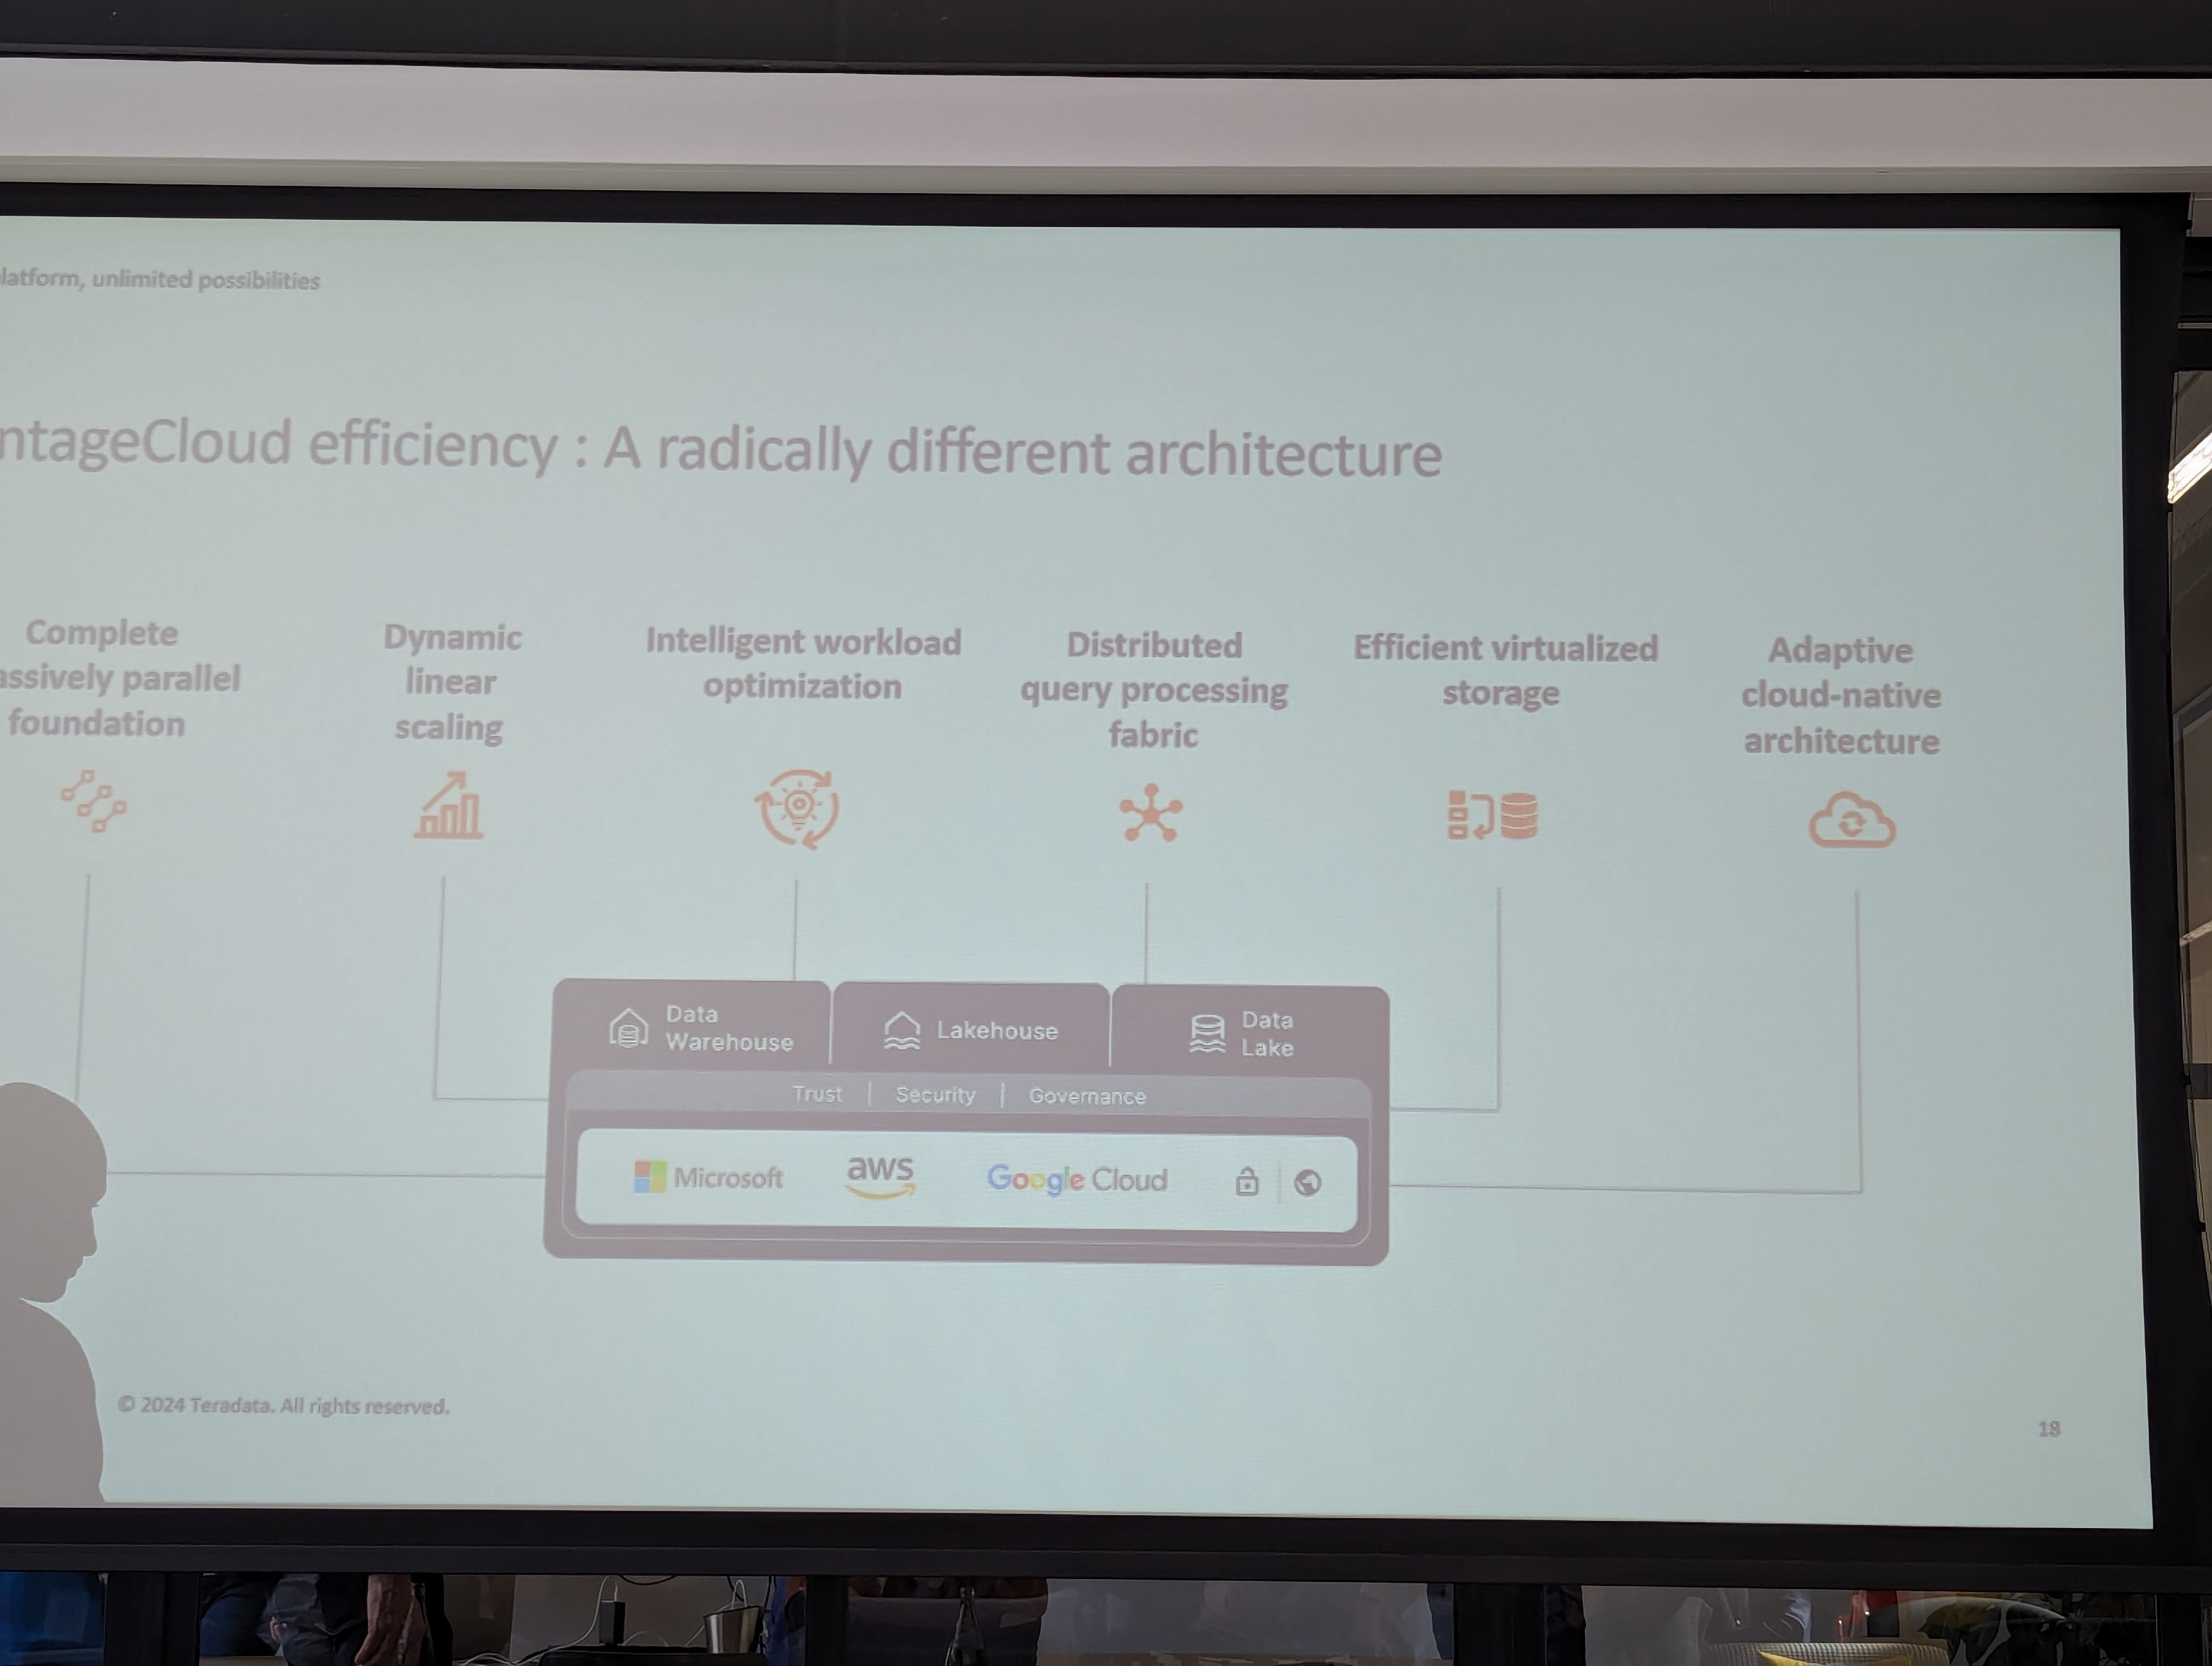 latform, unlimited possibilities
ntageCloud efficiency : A radically different architecture
Complete
assively parallel
foundation
Dynamic
linear
scaling
Intelligent workload
optimization
Distributed
query processing
fabric
Efficient virtualized
storage
Adaptive
cloud-native
architecture
Data
Warehouse
Lakehouse
Data
Lake
Trust | Security | Governance
Microsoft aws Google Cloud
© 2024 Teradata. All rights reserved.
18